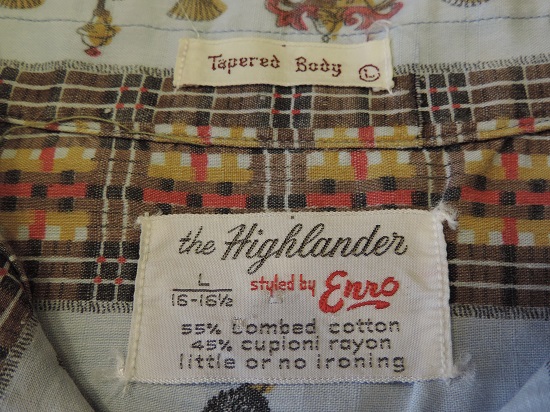 Tapered Body L
the Highlander
L
16-16½
styled by Enro
55% combed cotton
45% cupioni rayon
little or no ironing